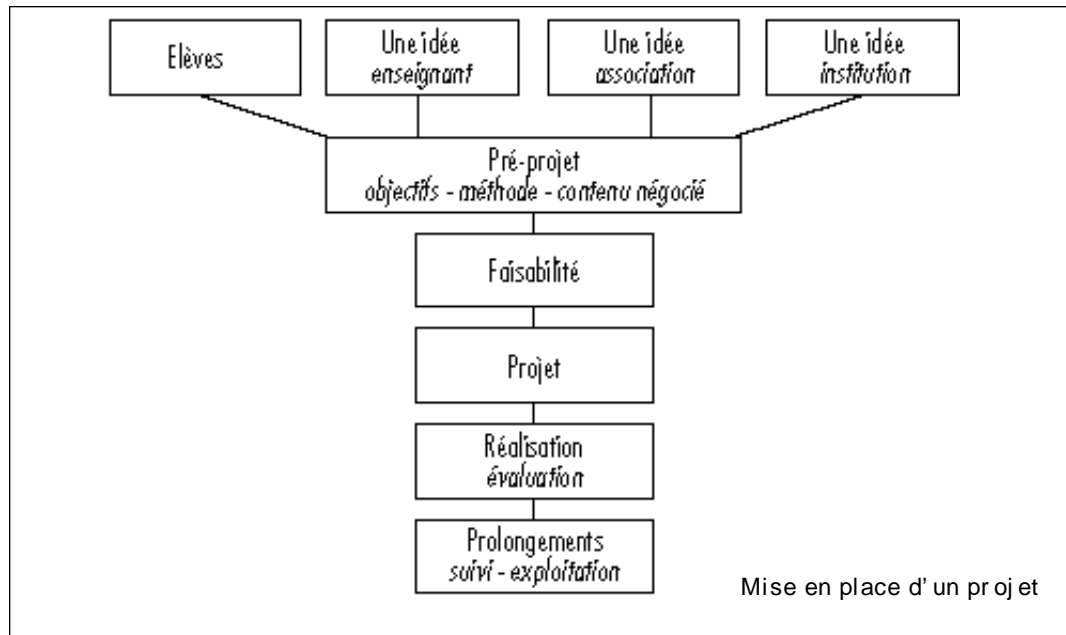 Elèves
Une idée
enseignant
Une idée
association
Une idée
institution
Pré-projet
objectifs - méthode - contenu négocié
Faisabilité
Projet
Réalisation
évaluation
Prolongements
suivi - exploitation
Mise en place d'un projet